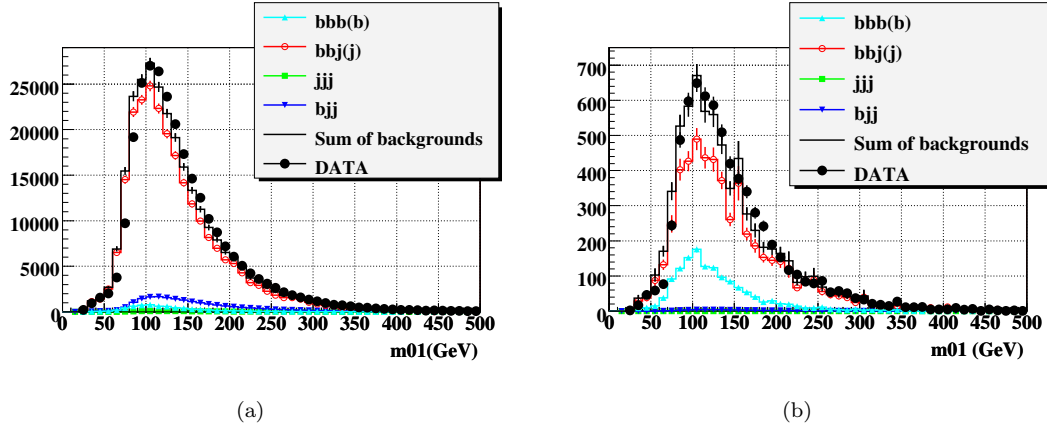 bbb(b)
bbj(j)
jjj
bjj
Sum of backgrounds
DATA
25000
20000
15000
10000
5000
0
0 50 100 150 200 250 300 350 400 450 500
m01(GeV)
(a)
bbb(b)
bbj(j)
jjj
bjj
Sum of backgrounds
DATA
700
600
500
400
300
200
100
0
0 50 100 150 200 250 300 350 400 450 500
m01 (GeV)
(b)